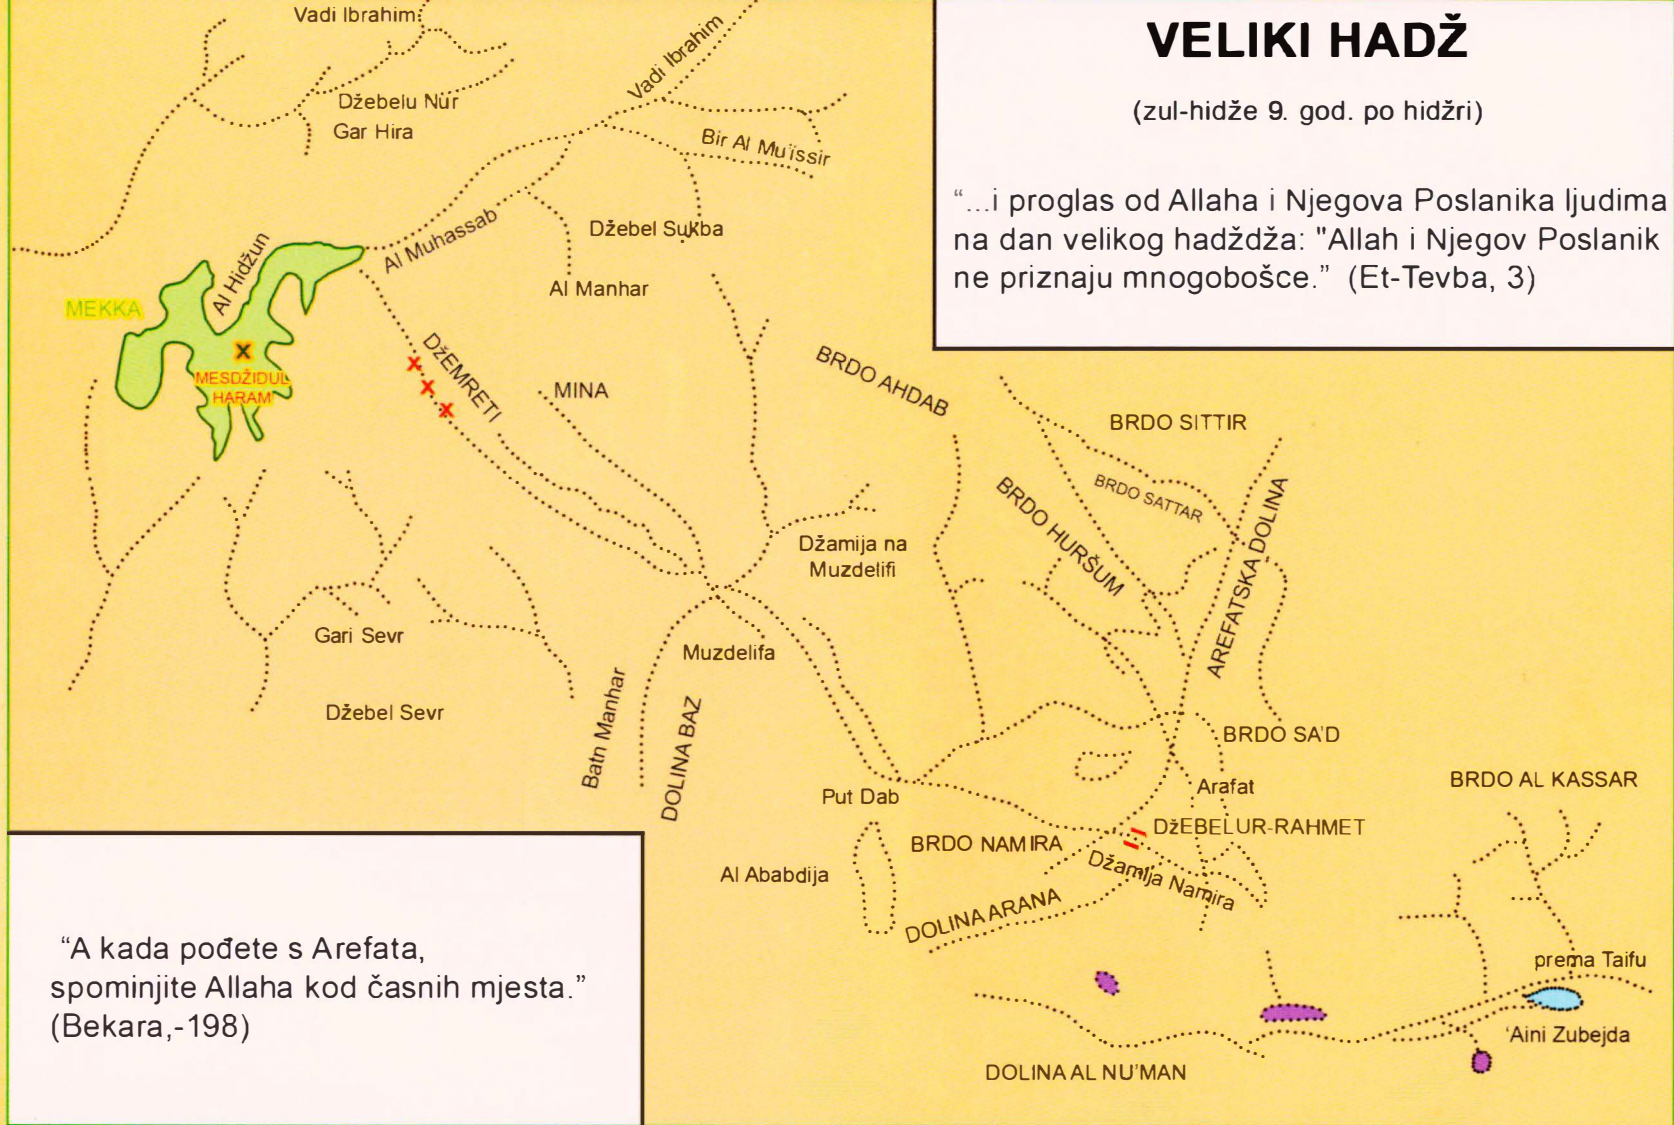 VELIKI HADŽ
(zul-hidže 9. god. po hidžri)
“...i proglas od Allaha i Njegova Poslanika ljudima
na dan velikog hadždža: "Allah i Njegov Poslanik
ne priznaju mnogobošce.” (Et-Tevba, 3)
Vadi Ibrahim
Vadi Ibrahim
Džebelu Nur
Gar Hira
Bir Al Mu'issir
Džebel Sukba
Al Muhassab
Al Manhar
Al Hidžun
MEKKA
MESDŽIDUL
HARAM
DžEMRETI
MINA
BRDO AHDAB
BRDO SITTIR
BRDO SATTAR
BRDO HURŠUM
AREFATSKA DOLINA
Džamija na
Muzdelifi
Gari Sevr
Muzdelifa
Džebel Sevr
Batn Manhar
DOLINA BAZ
BRDO SA'D
Put Dab
Arafat
BRDO AL KASSAR
DžEBELUR-RAHMET
BRDO NAMIRA
Džamija Namira
Al Ababdija
DOLINA ARANA
prema Taifu
'Aini Zubejda
DOLINA AL NU'MAN
“A kada pođete s Arefata,
spominjite Allaha kod časnih mjesta.”
(Bekara,-198)